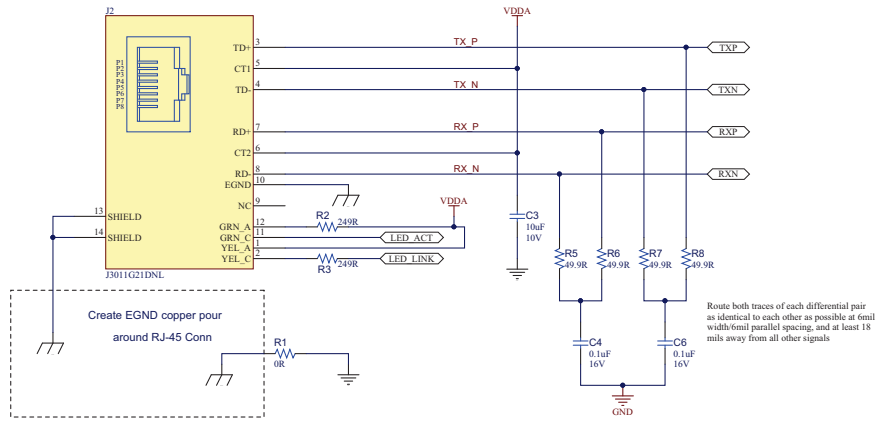 J2
VDDA
TD+ 3 TX_P TXP
CT1 5
TD- 4 TX_N TXN
P1
P2
P3
P4
P5
P6
P7
P8
RD+ 7 RX_P RXP
CT2 6
RD- 8 RX_N RXN
EGND 10
NC 9
VDDA
13 SHIELD
14 SHIELD
GRN_A 12 R2 249R
GRN_C 11 LED_ACT
YEL_A 1
YEL_C 2 R3 249R LED_LINK
J3011G21DNL
C3
10uF
10V
R5 R6 R7 R8
49.9R 49.9R 49.9R 49.9R
Create EGND copper pour
around RJ-45 Conn
R1
0R
C4
0.1uF
16V
C6
0.1uF
16V
GND
Route both traces of each differential pair
as identical to each other as possible at 6mil
width/6mil parallel spacing, and at least 18
mils away from all other signals